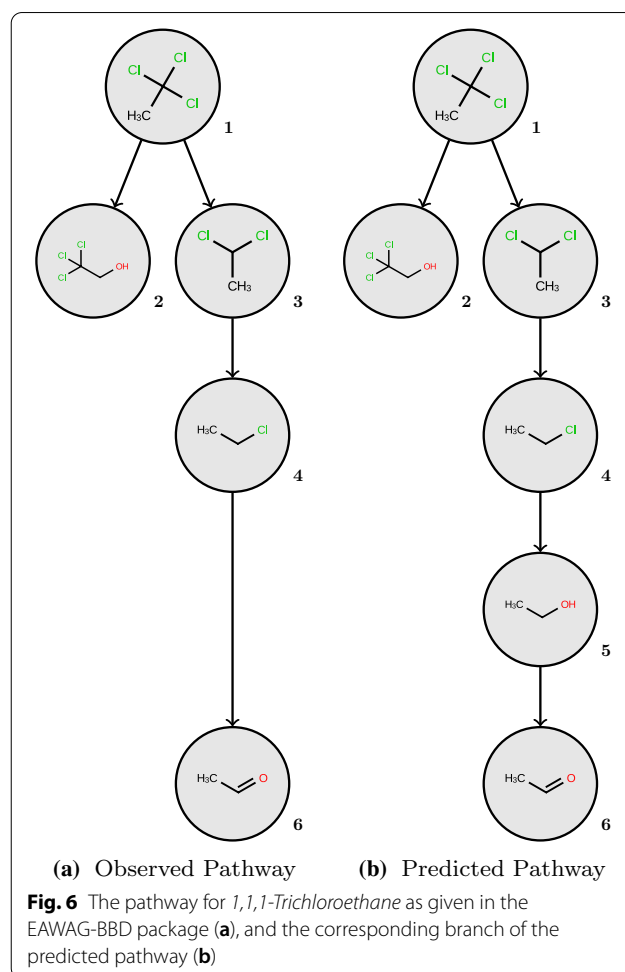 Cl Cl Cl H₃C 1
Cl Cl Cl OH 2
Cl Cl CH₃ 3
H₃C Cl 4
H₃C O 6
(a) Observed Pathway
Cl Cl Cl H₃C 1
Cl Cl Cl OH 2
Cl Cl CH₃ 3
H₃C Cl 4
H₃C OH 5
H₃C O 6
(b) Predicted Pathway
Fig. 6 The pathway for 1,1,1-Trichloroethane as given in the
EAWAG-BBD package (a), and the corresponding branch of the
predicted pathway (b)